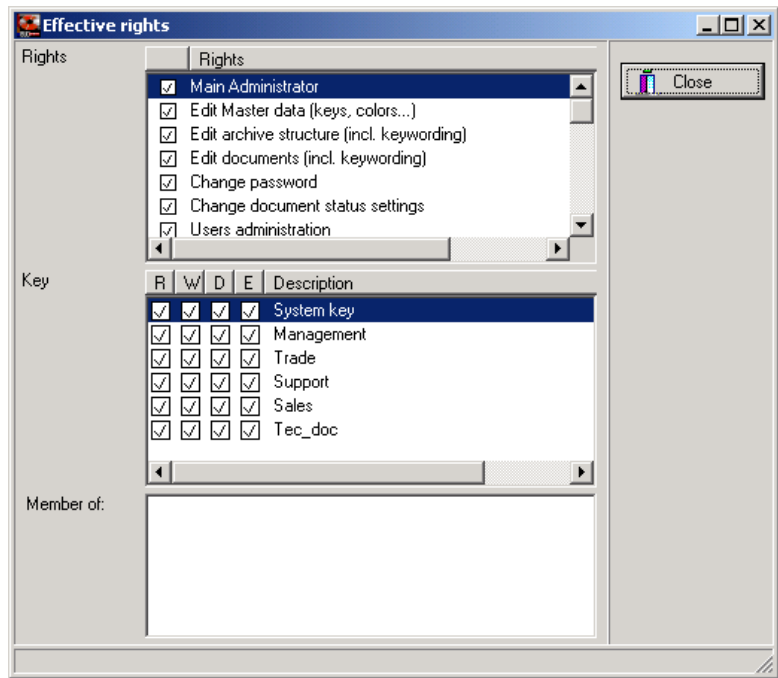 Effective rights
Rights
Rights
Main Administrator
Edit Master data (keys, colors...)
Edit archive structure (incl. keywording)
Edit documents (incl. keywording)
Change password
Change document status settings
Users administration
Close
Key
R W D E Description
System key
Management
Trade
Support
Sales
Tec_doc
Member of: